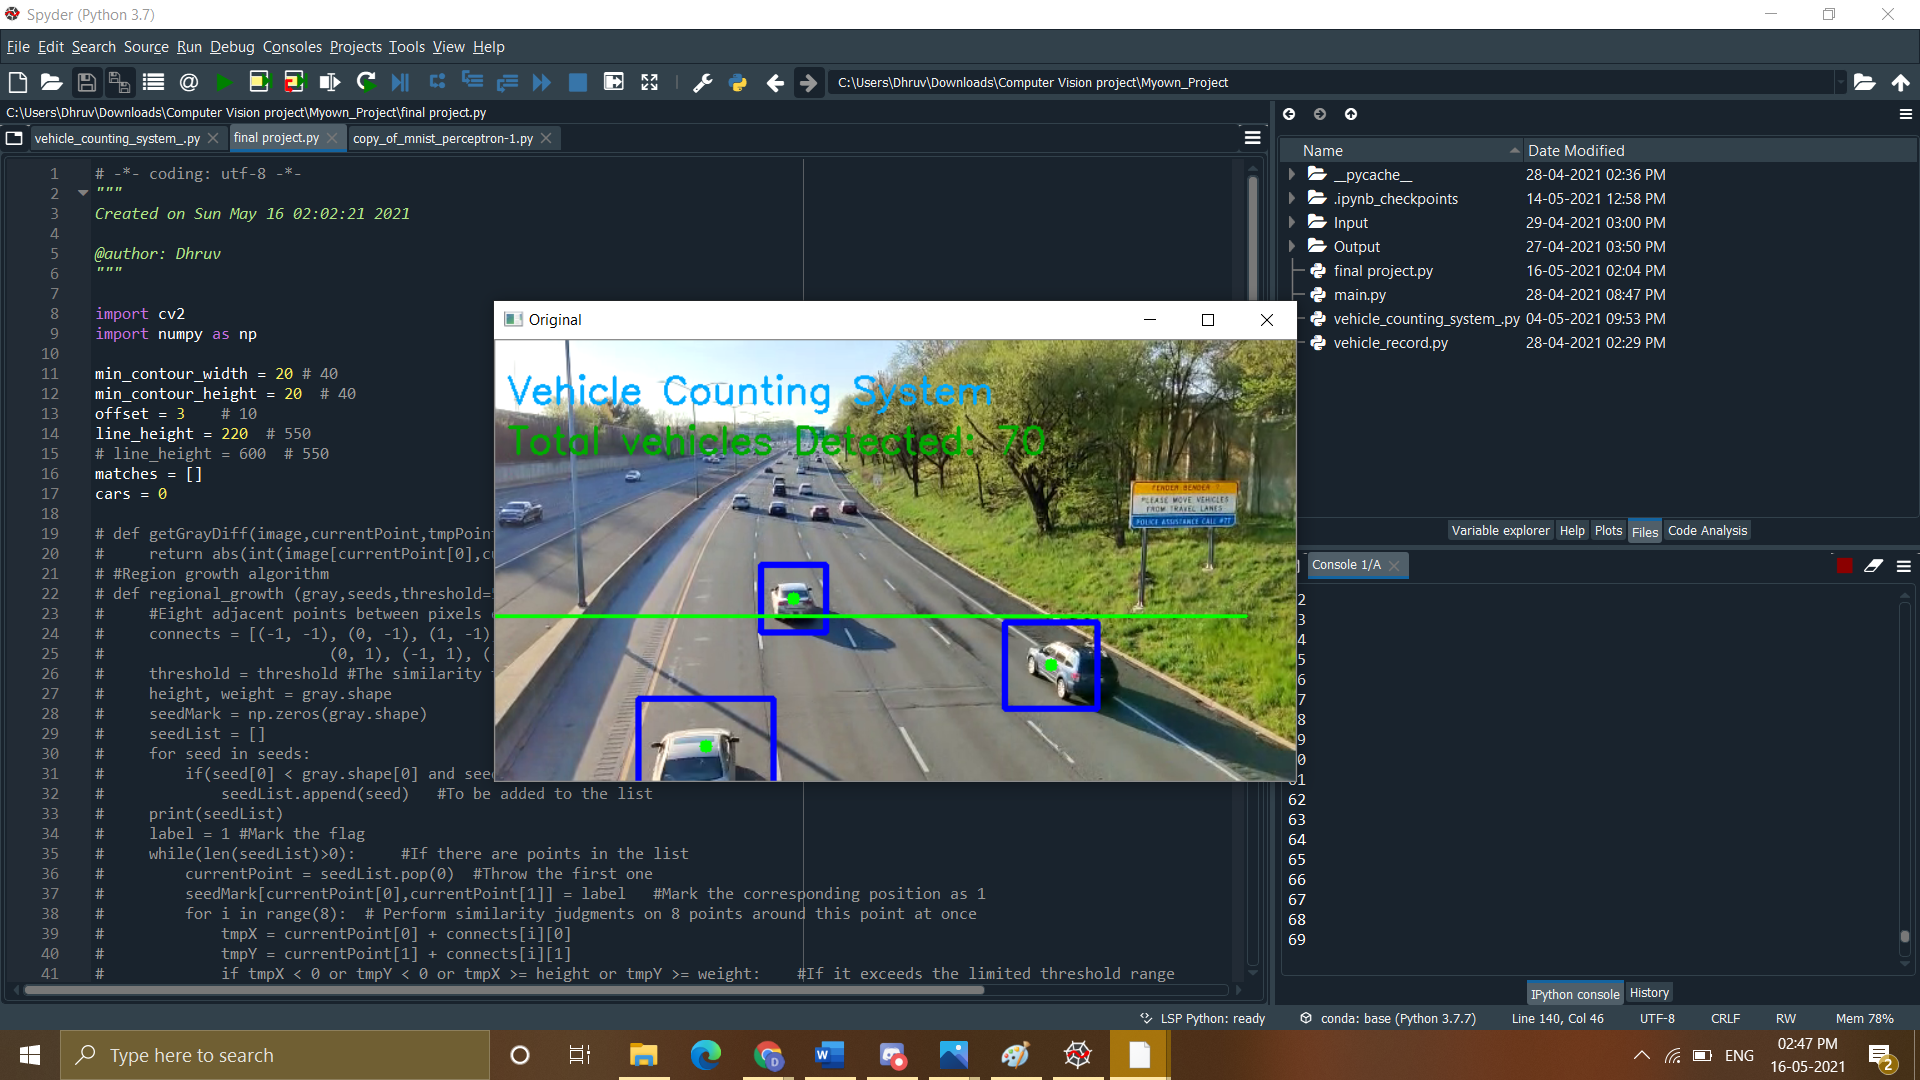 Spyder (Python 3.7)
File Edit Search Source Run Debug Consoles Projects Tools View Help
C:\Users\Dhruv\Downloads\Computer Vision project\Myown_Project
C:\Users\Dhruv\Downloads\Computer Vision project\Myown_Project\final project.py
vehicle_counting_system_.py final project.py copy_of_mnist_perceptron-1.py
1 # -*- coding: utf-8 -*-
2 """
3 Created on Sun May 16 02:02:21 2021
4
5 @author: Dhruv
6 """
7
8 import cv2
9 import numpy as np
10
11 min_contour_width = 20 # 40
12 min_contour_height = 20 # 40
13 offset = 3 # 10
14 line_height = 220 # 550
15 # line_height = 600 # 550
16 matches = []
17 cars = 0
18
19 # def getGrayDiff(image,currentPoint,tmpPoint
20 # return abs(int(image[currentPoint[0],cu
21 # #Region growth algorithm
22 # def regional_growth (gray,seeds,threshold=
23 # #Eight adjacent points between pixels
24 # connects = [(-1, -1), (0, -1), (1, -1)
25 # (0, 1), (-1, 1), (
26 # threshold = threshold #The similarity
27 # height, weight = gray.shape
28 # seedMark = np.zeros(gray.shape)
29 # seedList = []
30 # for seed in seeds:
31 # if(seed[0] < gray.shape[0] and see
32 # seedList.append(seed) #To be added to the list
33 # print(seedList)
34 # label = 1 #Mark the flag
35 # while(len(seedList)>0): #If there are points in the list
36 # currentPoint = seedList.pop(0) #Throw the first one
37 # seedMark[currentPoint[0],currentPoint[1]] = label #Mark the corresponding position as 1
38 # for i in range(8): # Perform similarity judgments on 8 points around this point at once
39 # tmpX = currentPoint[0] + connects[i][0]
40 # tmpY = currentPoint[1] + connects[i][1]
41 # if tmpX < 0 or tmpY < 0 or tmpX >= height or tmpY >= weight: #If it exceeds the limited threshold range
Original
Vehicle Counting System
Total vehicles Detected: 70
FENDER BENDER ?
PLEASE MOVE VEHICLES
FROM TRAVEL LANES
POLICE ASSISTANCE CALL #77
Name Date Modified
__pycache__ 28-04-2021 02:36 PM
.ipynb_checkpoints 14-05-2021 12:58 PM
Input 29-04-2021 03:00 PM
Output 27-04-2021 03:50 PM
final project.py 16-05-2021 02:04 PM
main.py 28-04-2021 08:47 PM
vehicle_counting_system_.py 04-05-2021 09:53 PM
vehicle_record.py 28-04-2021 02:29 PM
Variable explorer Help Plots Files Code Analysis
Console 1/A
2
3
4
5
6
7
8
9
0
61
62
63
64
65
66
67
68
69
IPython console History
LSP Python: ready conda: base (Python 3.7.7) Line 140, Col 46 UTF-8 CRLF RW Mem 78%
Type here to search
ENG
02:47 PM
16-05-2021
2